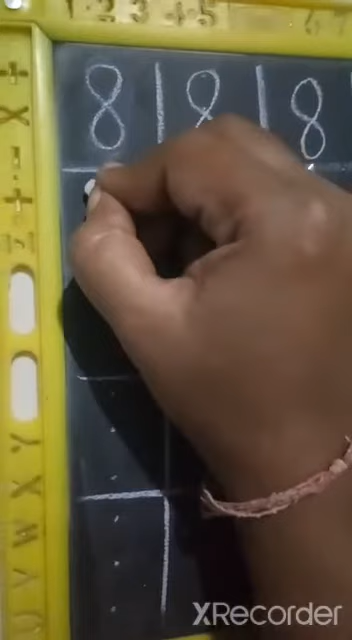 1 2 3 4 5
8 | 8 | 8
+
X
÷
+
Y
X
W
V
U
XRecorder